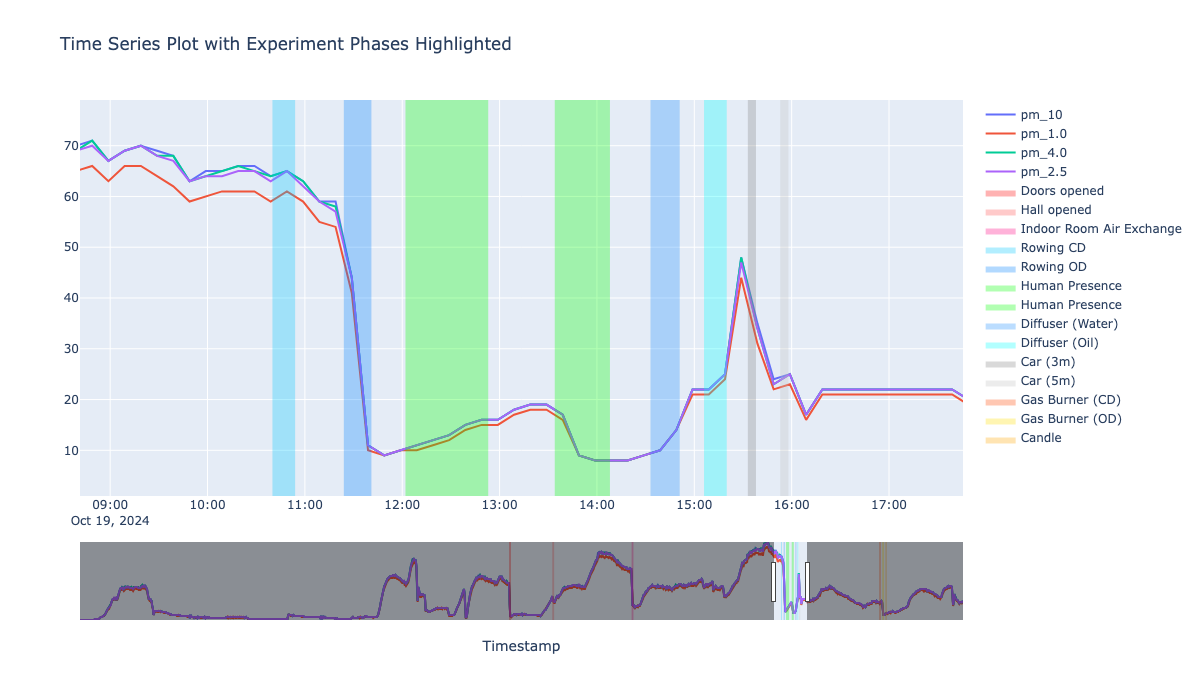 Time Series Plot with Experiment Phases Highlighted
70
60
50
40
30
20
10
09:00
Oct 19, 2024
10:00
11:00
12:00
13:00
14:00
15:00
16:00
17:00
Timestamp
pm_10
pm_1.0
pm_4.0
pm_2.5
Doors opened
Hall opened
Indoor Room Air Exchange
Rowing CD
Rowing OD
Human Presence
Human Presence
Diffuser (Water)
Diffuser (Oil)
Car (3m)
Car (5m)
Gas Burner (CD)
Gas Burner (OD)
Candle